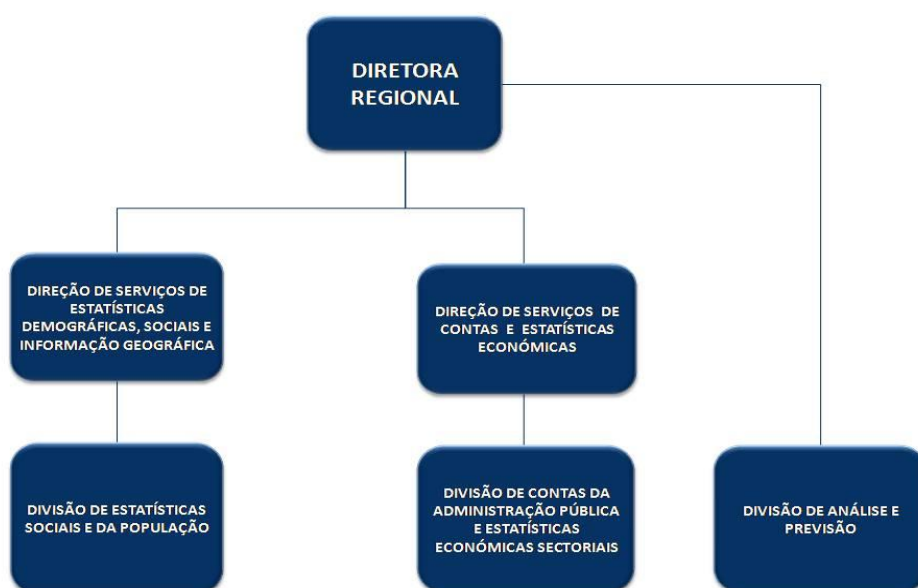 DIRETORA
REGIONAL
DIREÇÃO DE SERVIÇOS DE
ESTATÍSTICAS
DEMOGRÁFICAS, SOCIAIS E
INFORMAÇÃO GEOGRÁFICA
DIREÇÃO DE SERVIÇOS DE
CONTAS E ESTATÍSTICAS
ECONÓMICAS
DIVISÃO DE ESTATÍSTICAS
SOCIAIS E DA POPULAÇÃO
DIVISÃO DE CONTAS DA
ADMINISTRAÇÃO PÚBLICA
E ESTATÍSTICAS
ECONÓMICAS SECTORIAIS
DIVISÃO DE ANÁLISE E
PREVISÃO